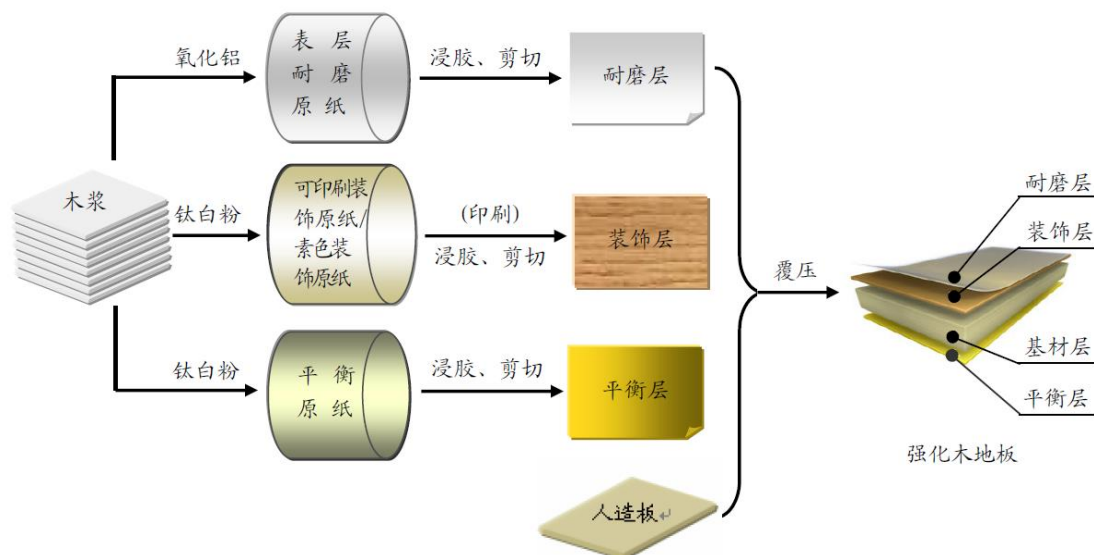 氧化铝
表 层
耐 磨
原 纸
浸胶、剪切
耐磨层
木浆
钛白粉
可印刷装
饰原纸/
素色装
饰原纸
(印刷)
浸胶、剪切
装饰层
钛白粉
平 衡
原 纸
浸胶、剪切
平衡层
人造板↵
覆压
耐磨层
装饰层
基材层
平衡层
强化木地板